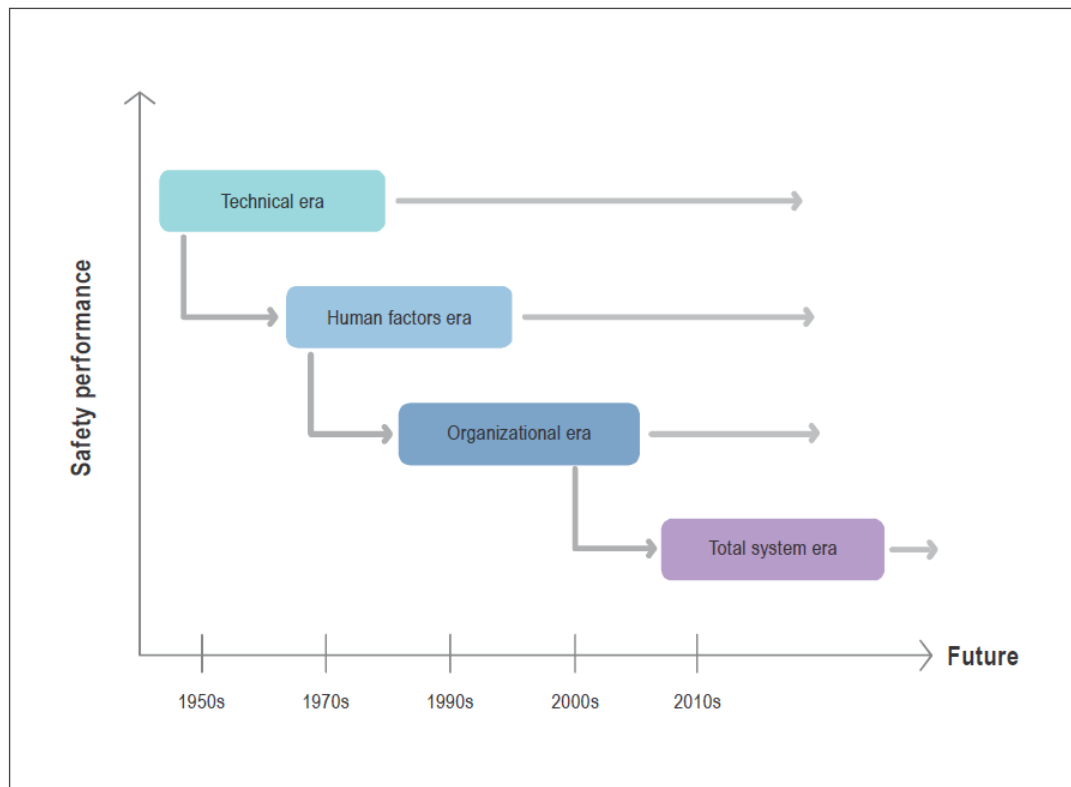 Safety performance
Technical era
Human factors era
Organizational era
Total system era
Future
1950s
1970s
1990s
2000s
2010s